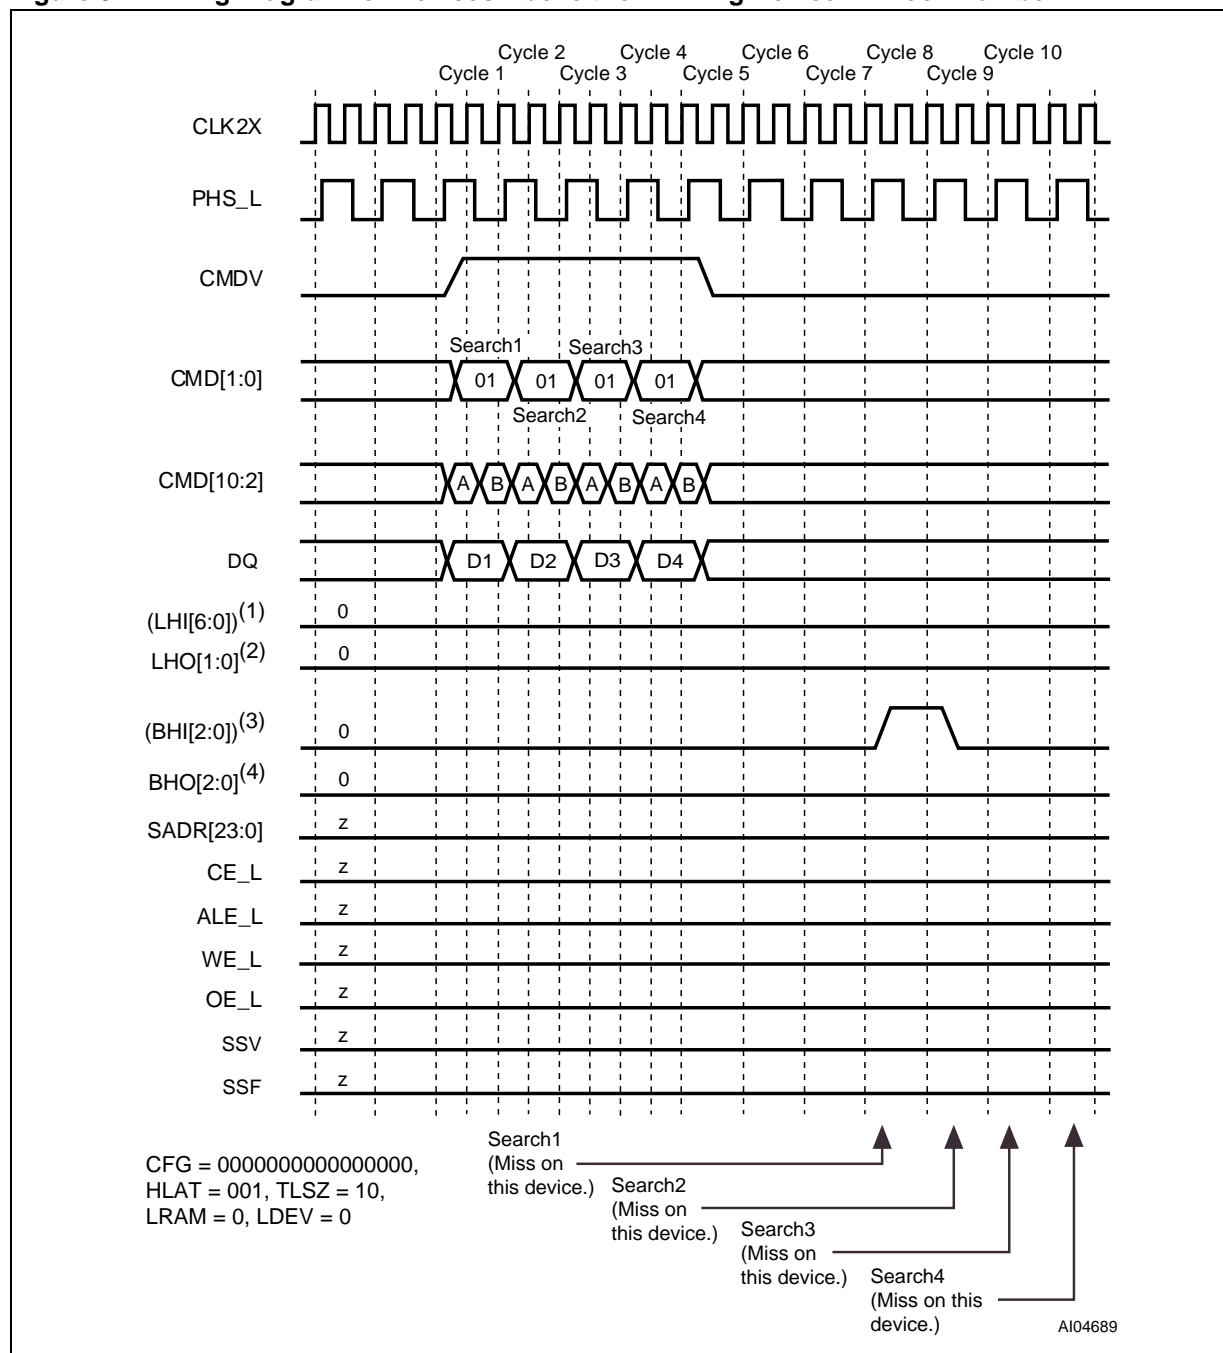 Cycle 2 Cycle 4 Cycle 6 Cycle 8 Cycle 10
Cycle 1 Cycle 3 Cycle 5 Cycle 7 Cycle 9
CLK2X
PHS_L
CMDV
Search1 Search3
CMD[1:0] 01 01 01 01
Search2 Search4
CMD[10:2] A B A B A B A B
DQ D1 D2 D3 D4
(LHI[6:0])(1) 0
LHO[1:0](2) 0
(BHI[2:0])(3) 0
BHO[2:0](4) 0
SADR[23:0] z
CE_L z
ALE_L z
WE_L z
OE_L z
SSV z
SSF z
CFG = 0000000000000000,
HLAT = 001, TLSZ = 10,
LRAM = 0, LDEV = 0
Search1
(Miss on
this device.)
Search2
(Miss on
this device.)
Search3
(Miss on
this device.)
Search4
(Miss on this
device.)
AI04689